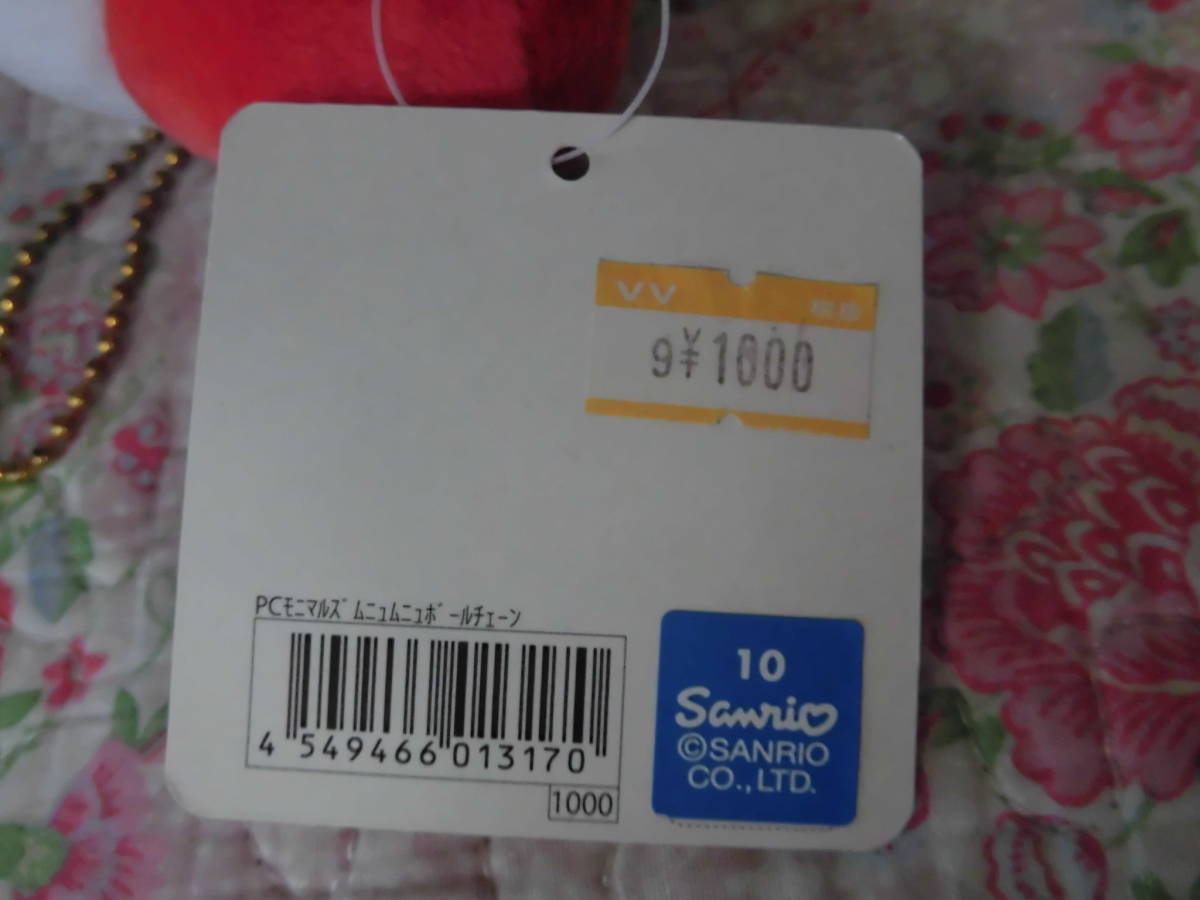 VV
9¥1000
PCﾓﾆﾏﾙｽﾞ ﾑﾆｭﾑﾆｭﾎﾞｰﾙﾁｪｰﾝ
4 549466 013170
1000
10
Sanrio
©SANRIO
CO., LTD.